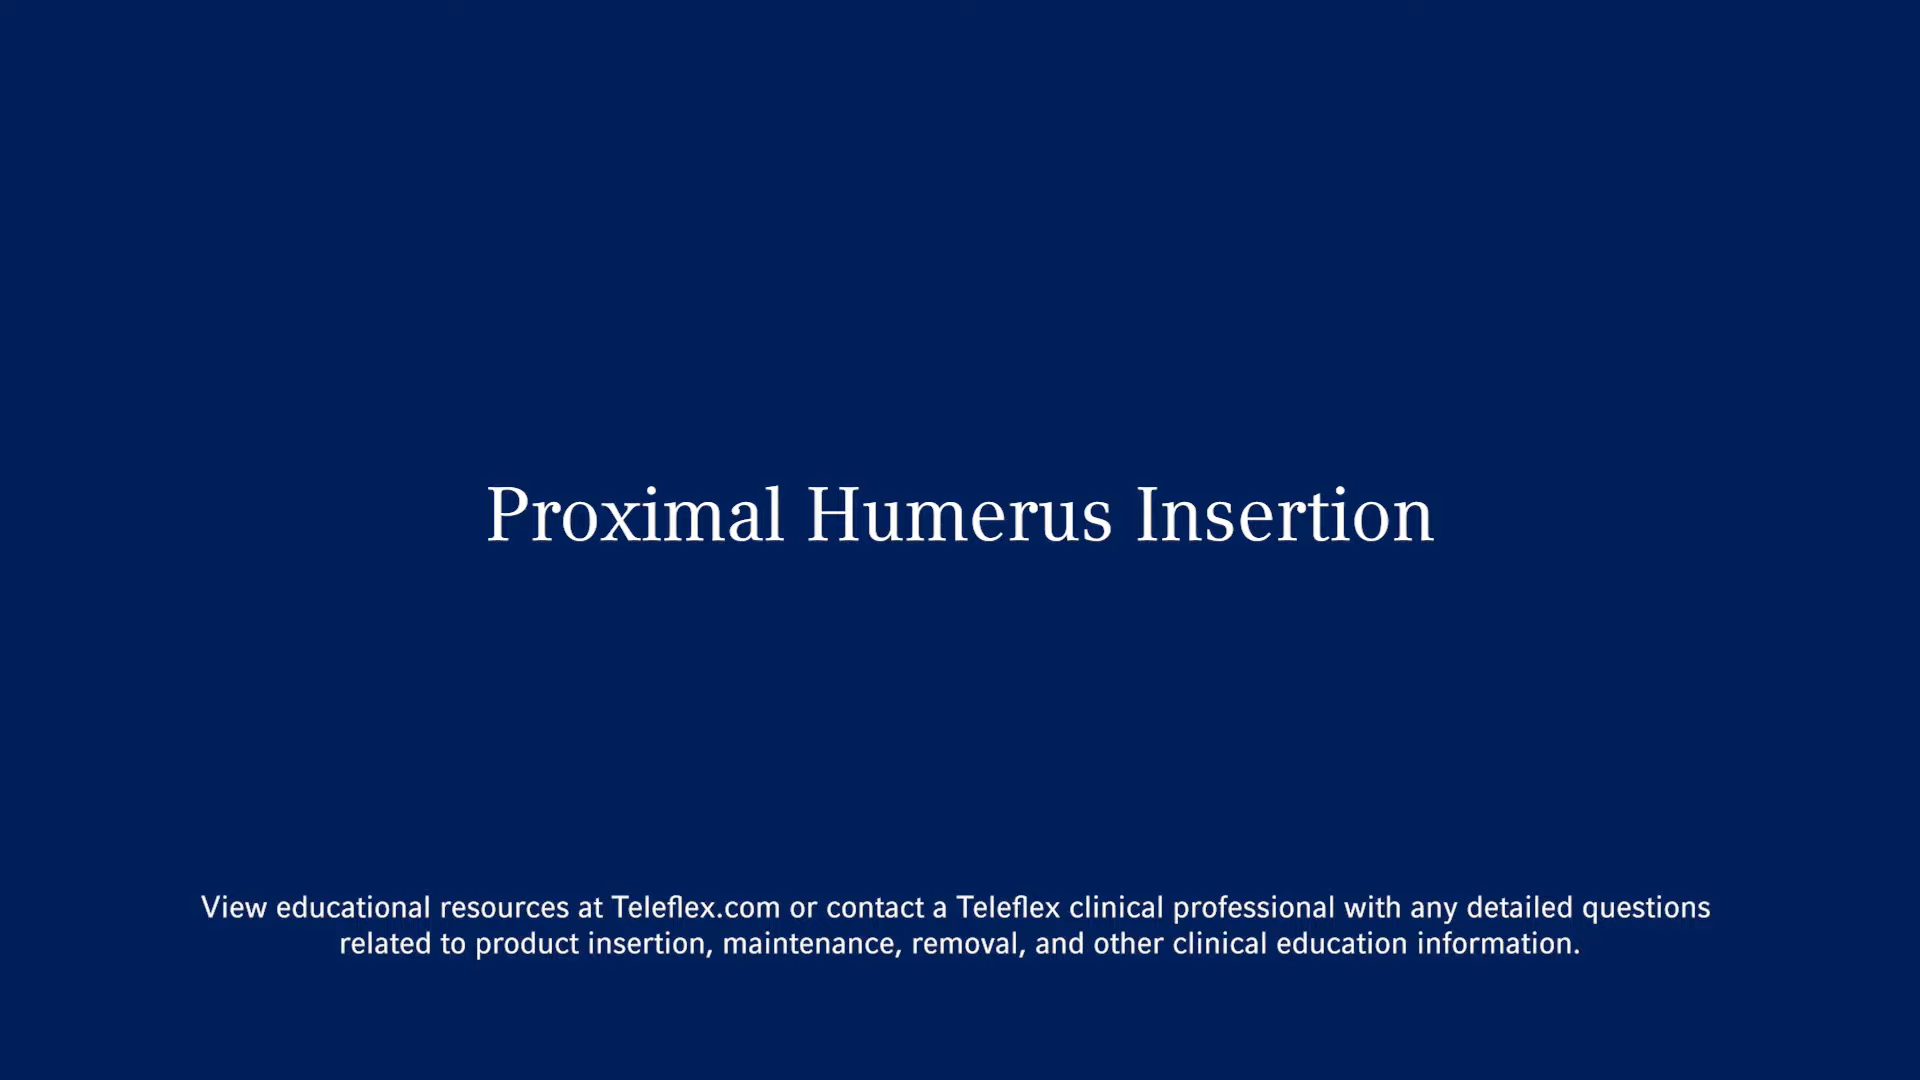 Proximal Humerus Insertion
View educational resources at Teleflex.com or contact a Teleflex clinical professional with any detailed questions
related to product insertion, maintenance, removal, and other clinical education information.